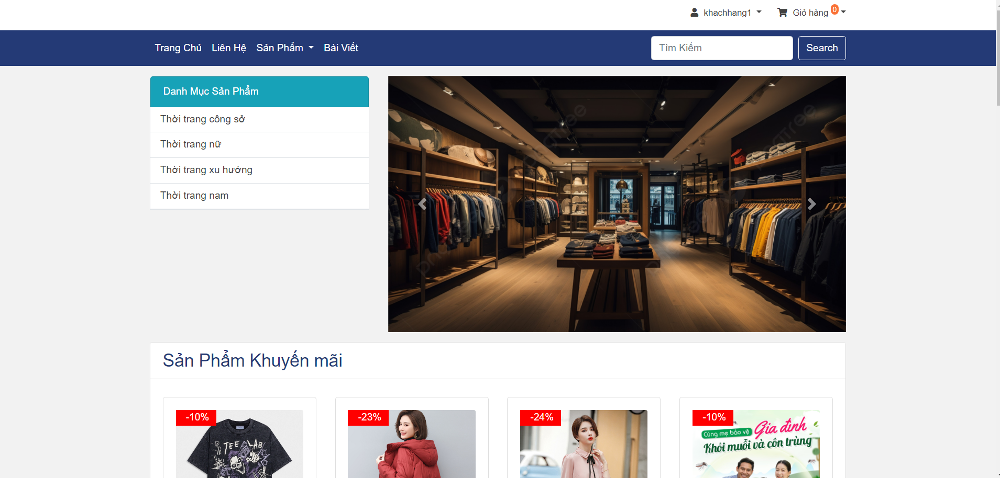 khachhang1
Giỏ hàng 0
Trang Chủ Liên Hệ Sản Phẩm Bài Viết
Tìm Kiếm
Search
Danh Mục Sản Phẩm
Thời trang công sở
Thời trang nữ
Thời trang xu hướng
Thời trang nam
Sản Phẩm Khuyến mãi
-10%
TEE LAB
-23%
-24%
-10%
Cùng mẹ bảo vệ Gia đình
Khỏi muỗi và côn trùng